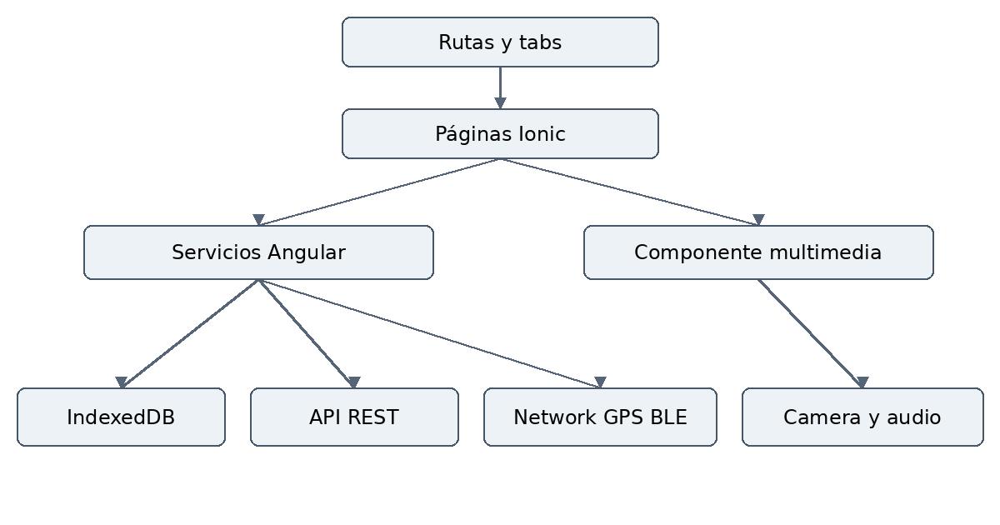 Rutas y tabs
Páginas Ionic
Servicios Angular
Componente multimedia
IndexedDB
API REST
Network GPS BLE
Camera y audio